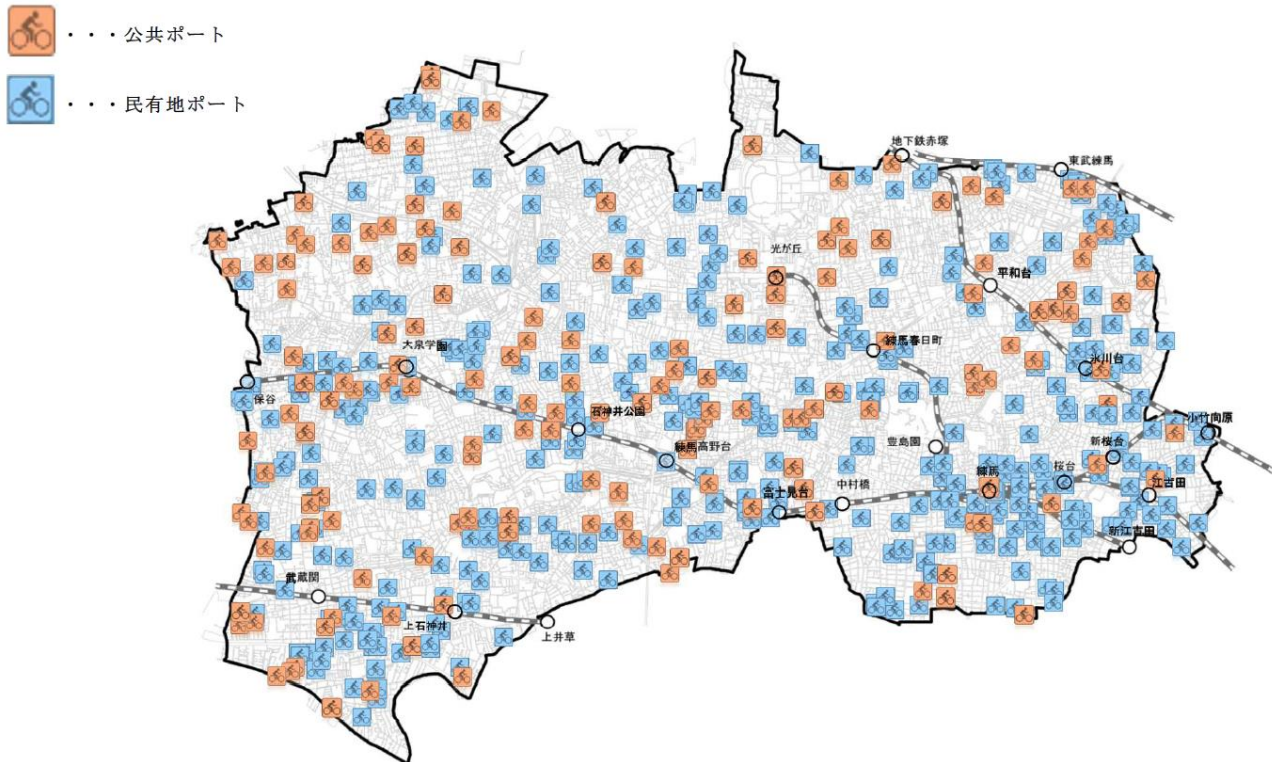 ・・・公共ポート
・・・民有地ポート
地下鉄赤塚
東武練馬
光が丘
平和台
大泉学園
練馬春日町
氷川台
保谷
石神井公園
小竹向原
練馬高野台
豊島園
新桜台
富士見台
中村橋
練馬
桜台
江古田
新江古田
武蔵関
上石神井
上井草